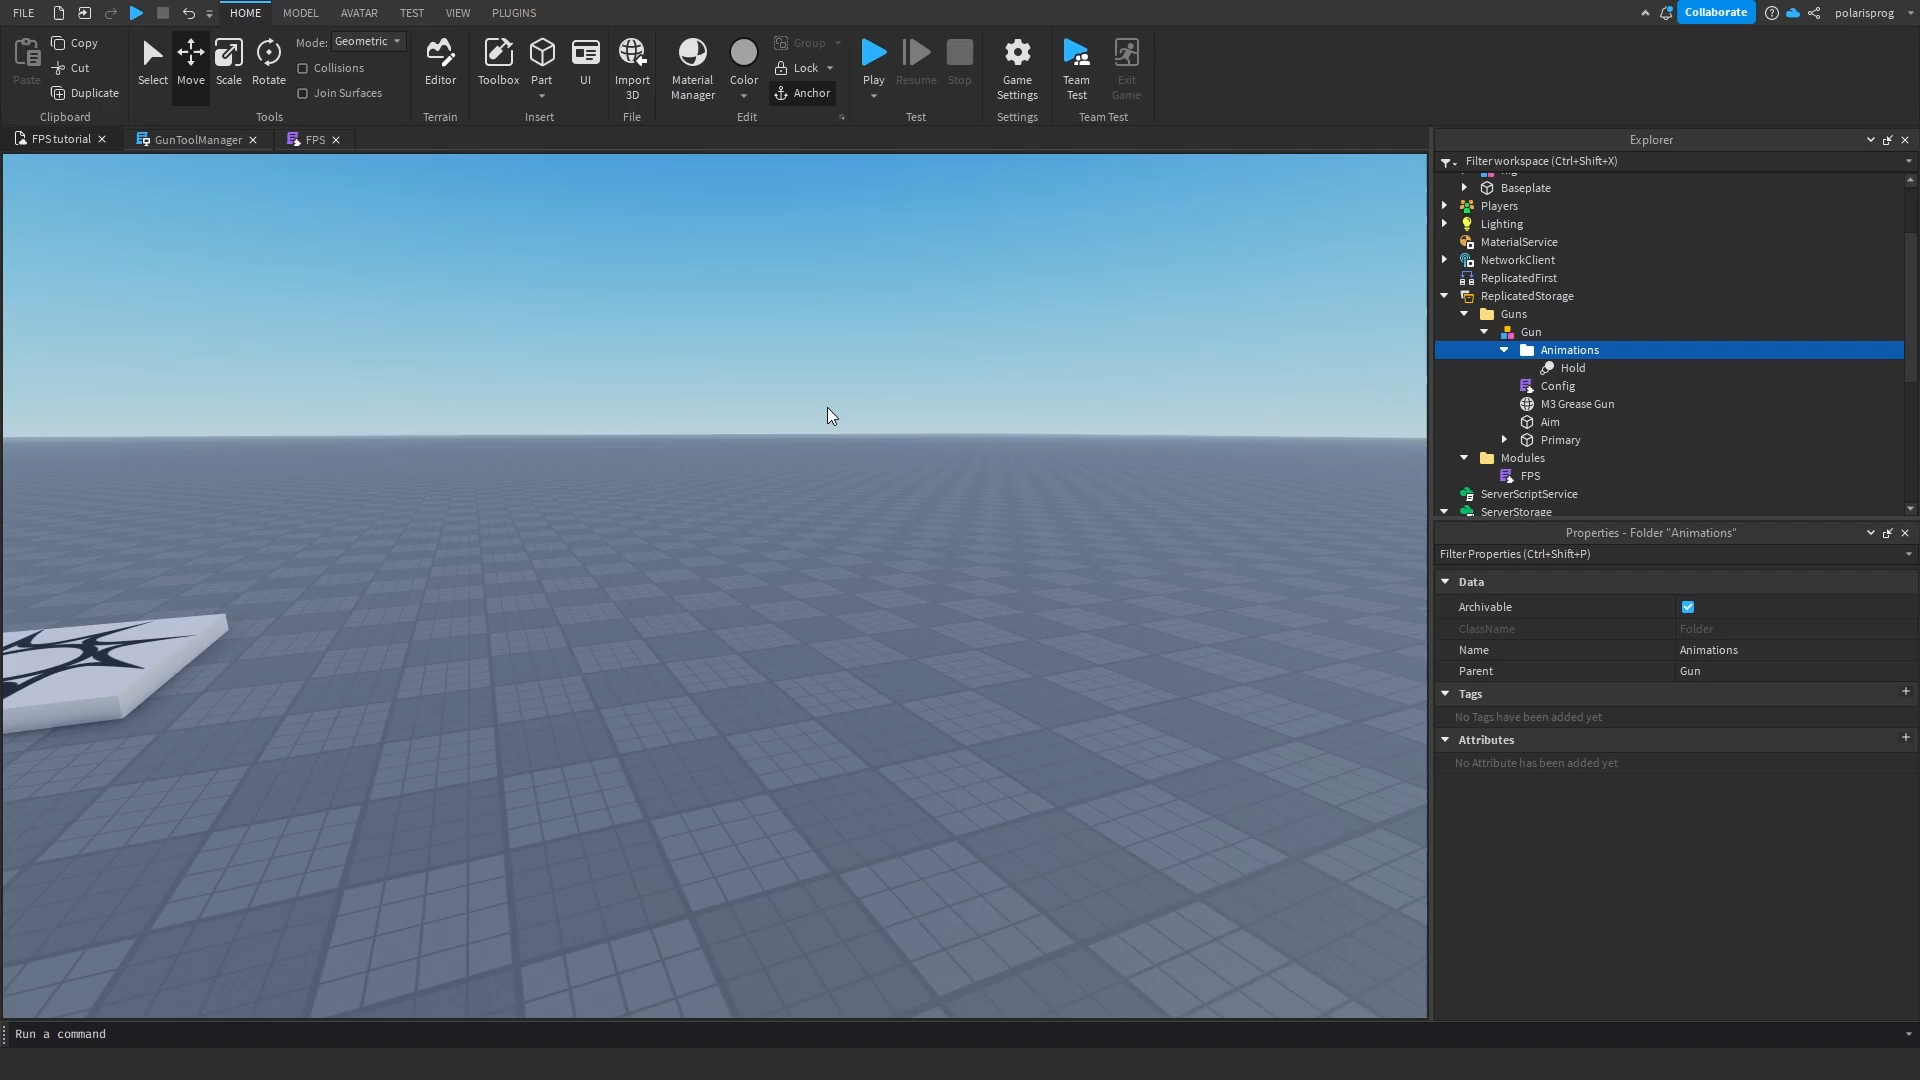 FILE
HOME
MODEL
AVATAR
TEST
VIEW
PLUGINS
Collaborate
polarisprog
Paste
Copy
Cut
Duplicate
Clipboard
Select
Move
Scale
Rotate
Mode: Geometric
Collisions
Join Surfaces
Tools
Editor
Terrain
Toolbox
Part
UI
Insert
Import
3D
File
Material
Manager
Color
Group
Lock
Anchor
Edit
Play
Resume
Stop
Test
Game
Settings
Settings
Team
Test
Exit
Game
Team Test
FPS tutorial
GunToolManager
FPS
Explorer
Filter workspace (Ctrl+Shift+X)
Baseplate
Players
Lighting
MaterialService
NetworkClient
ReplicatedFirst
ReplicatedStorage
Guns
Gun
Animations
Hold
Config
M3 Grease Gun
Aim
Primary
Modules
FPS
ServerScriptService
ServerStorage
Properties - Folder "Animations"
Filter Properties (Ctrl+Shift+P)
Data
Archivable
ClassName Folder
Name Animations
Parent Gun
Tags
No Tags have been added yet
Attributes
No Attribute has been added yet
Run a command